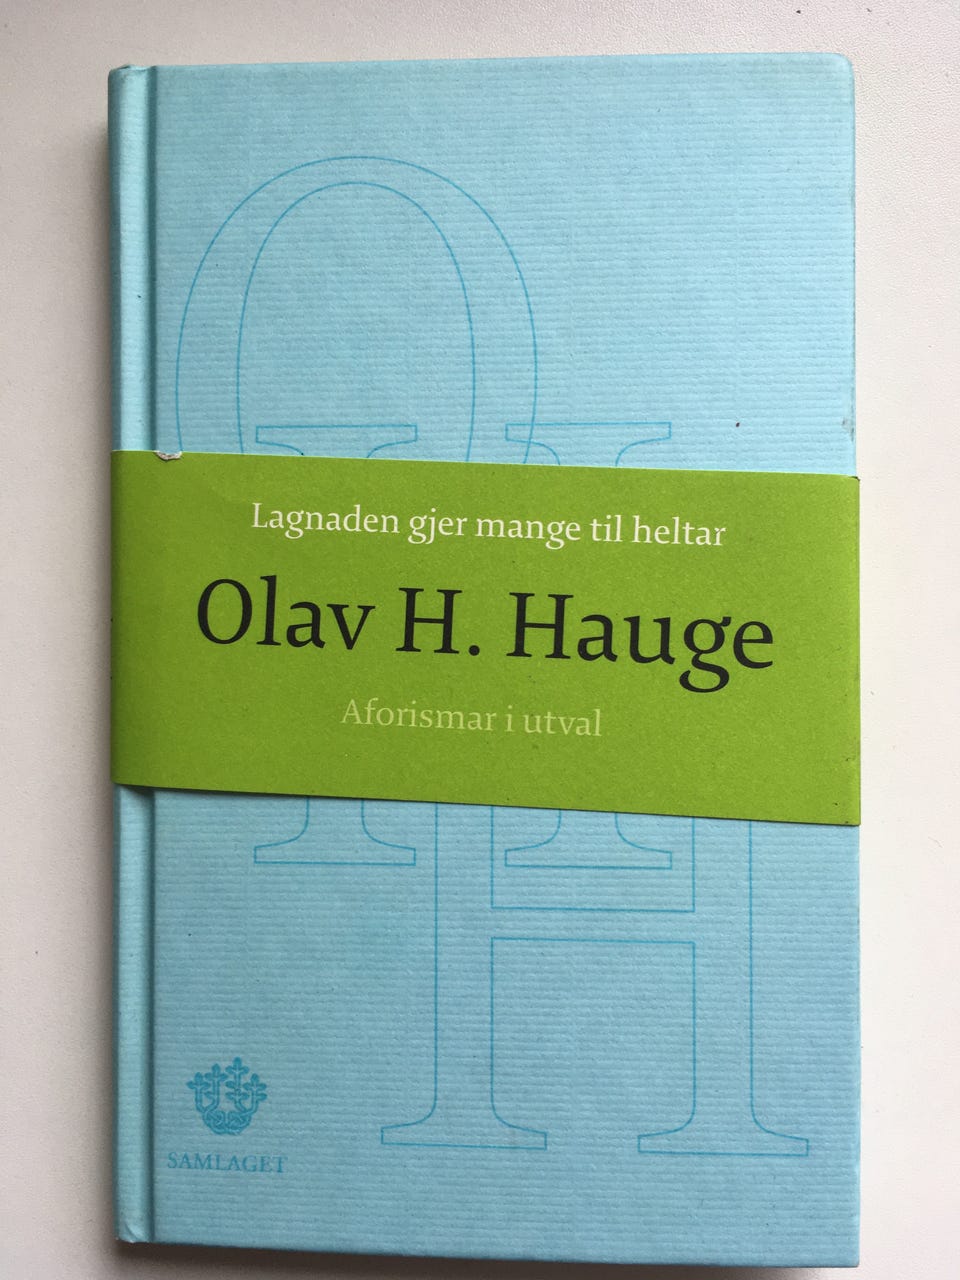 Lagnaden gjer mange til heltar
Olav H. Hauge
Aforismar i utval
SAMLAGET